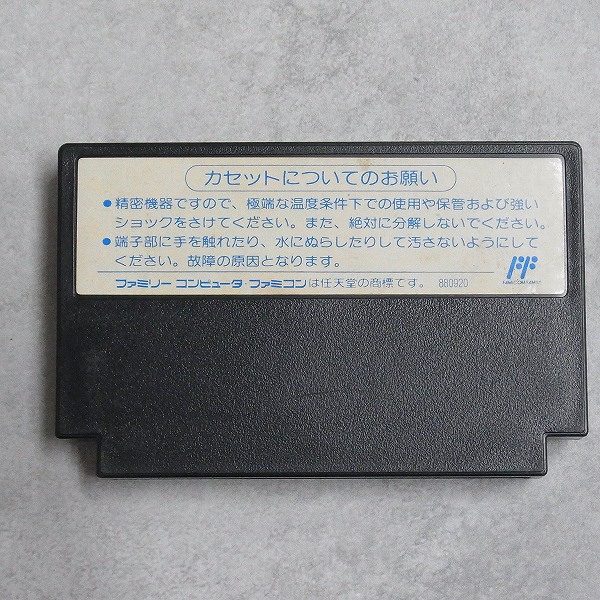 カセットについてのお願い
●精密機器ですので、極端な温度条件下での使用や保管および強い
ショックをさけてください。また、絶対に分解しないでください。
●端子部に手を触れたり、水にぬらしたりして汚さないようにして
ください。故障の原因となります。
ファミリーコンピュータ・ファミコンは任天堂の商標です。 880920
FAMICOM FAMILY